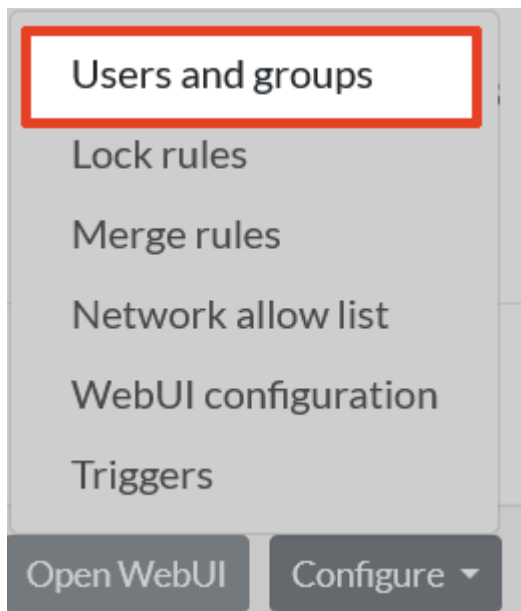 Users and groups
Lock rules
Merge rules
Network allow list
WebUI configuration
Triggers
Open WebUI
Configure